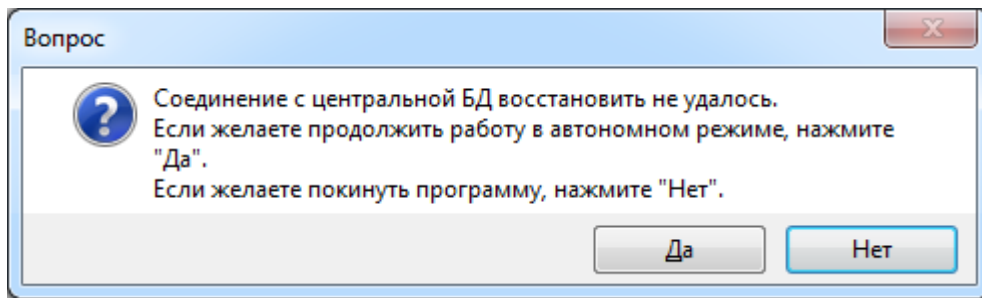 Вопрос
Соединение с центральной БД восстановить не удалось.
Если желаете продолжить работу в автономном режиме, нажмите
"Да".
Если желаете покинуть программу, нажмите "Нет".
Да Нет